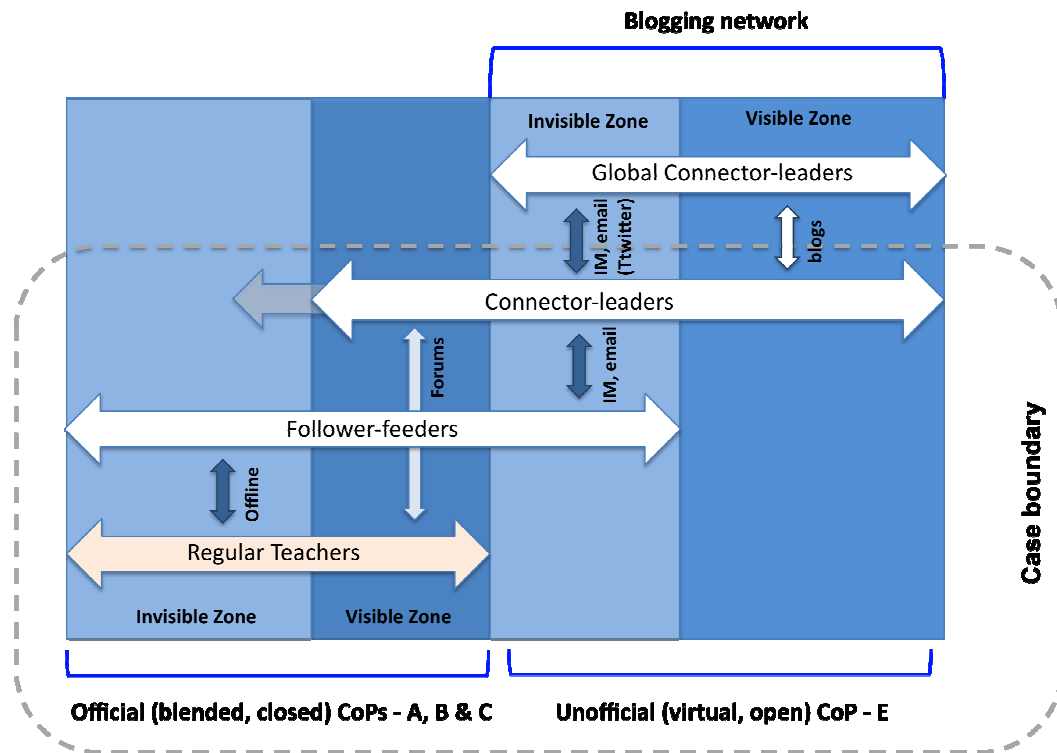 Blogging network
Invisible Zone
Visible Zone
Global Connector-leaders
IM, email
(Ttwitter)
blogs
Connector-leaders
Forums
IM, email
Follower-feeders
Offline
Regular Teachers
Invisible Zone
Visible Zone
Case boundary
Official (blended, closed) CoPs - A, B & C
Unofficial (virtual, open) CoP - E